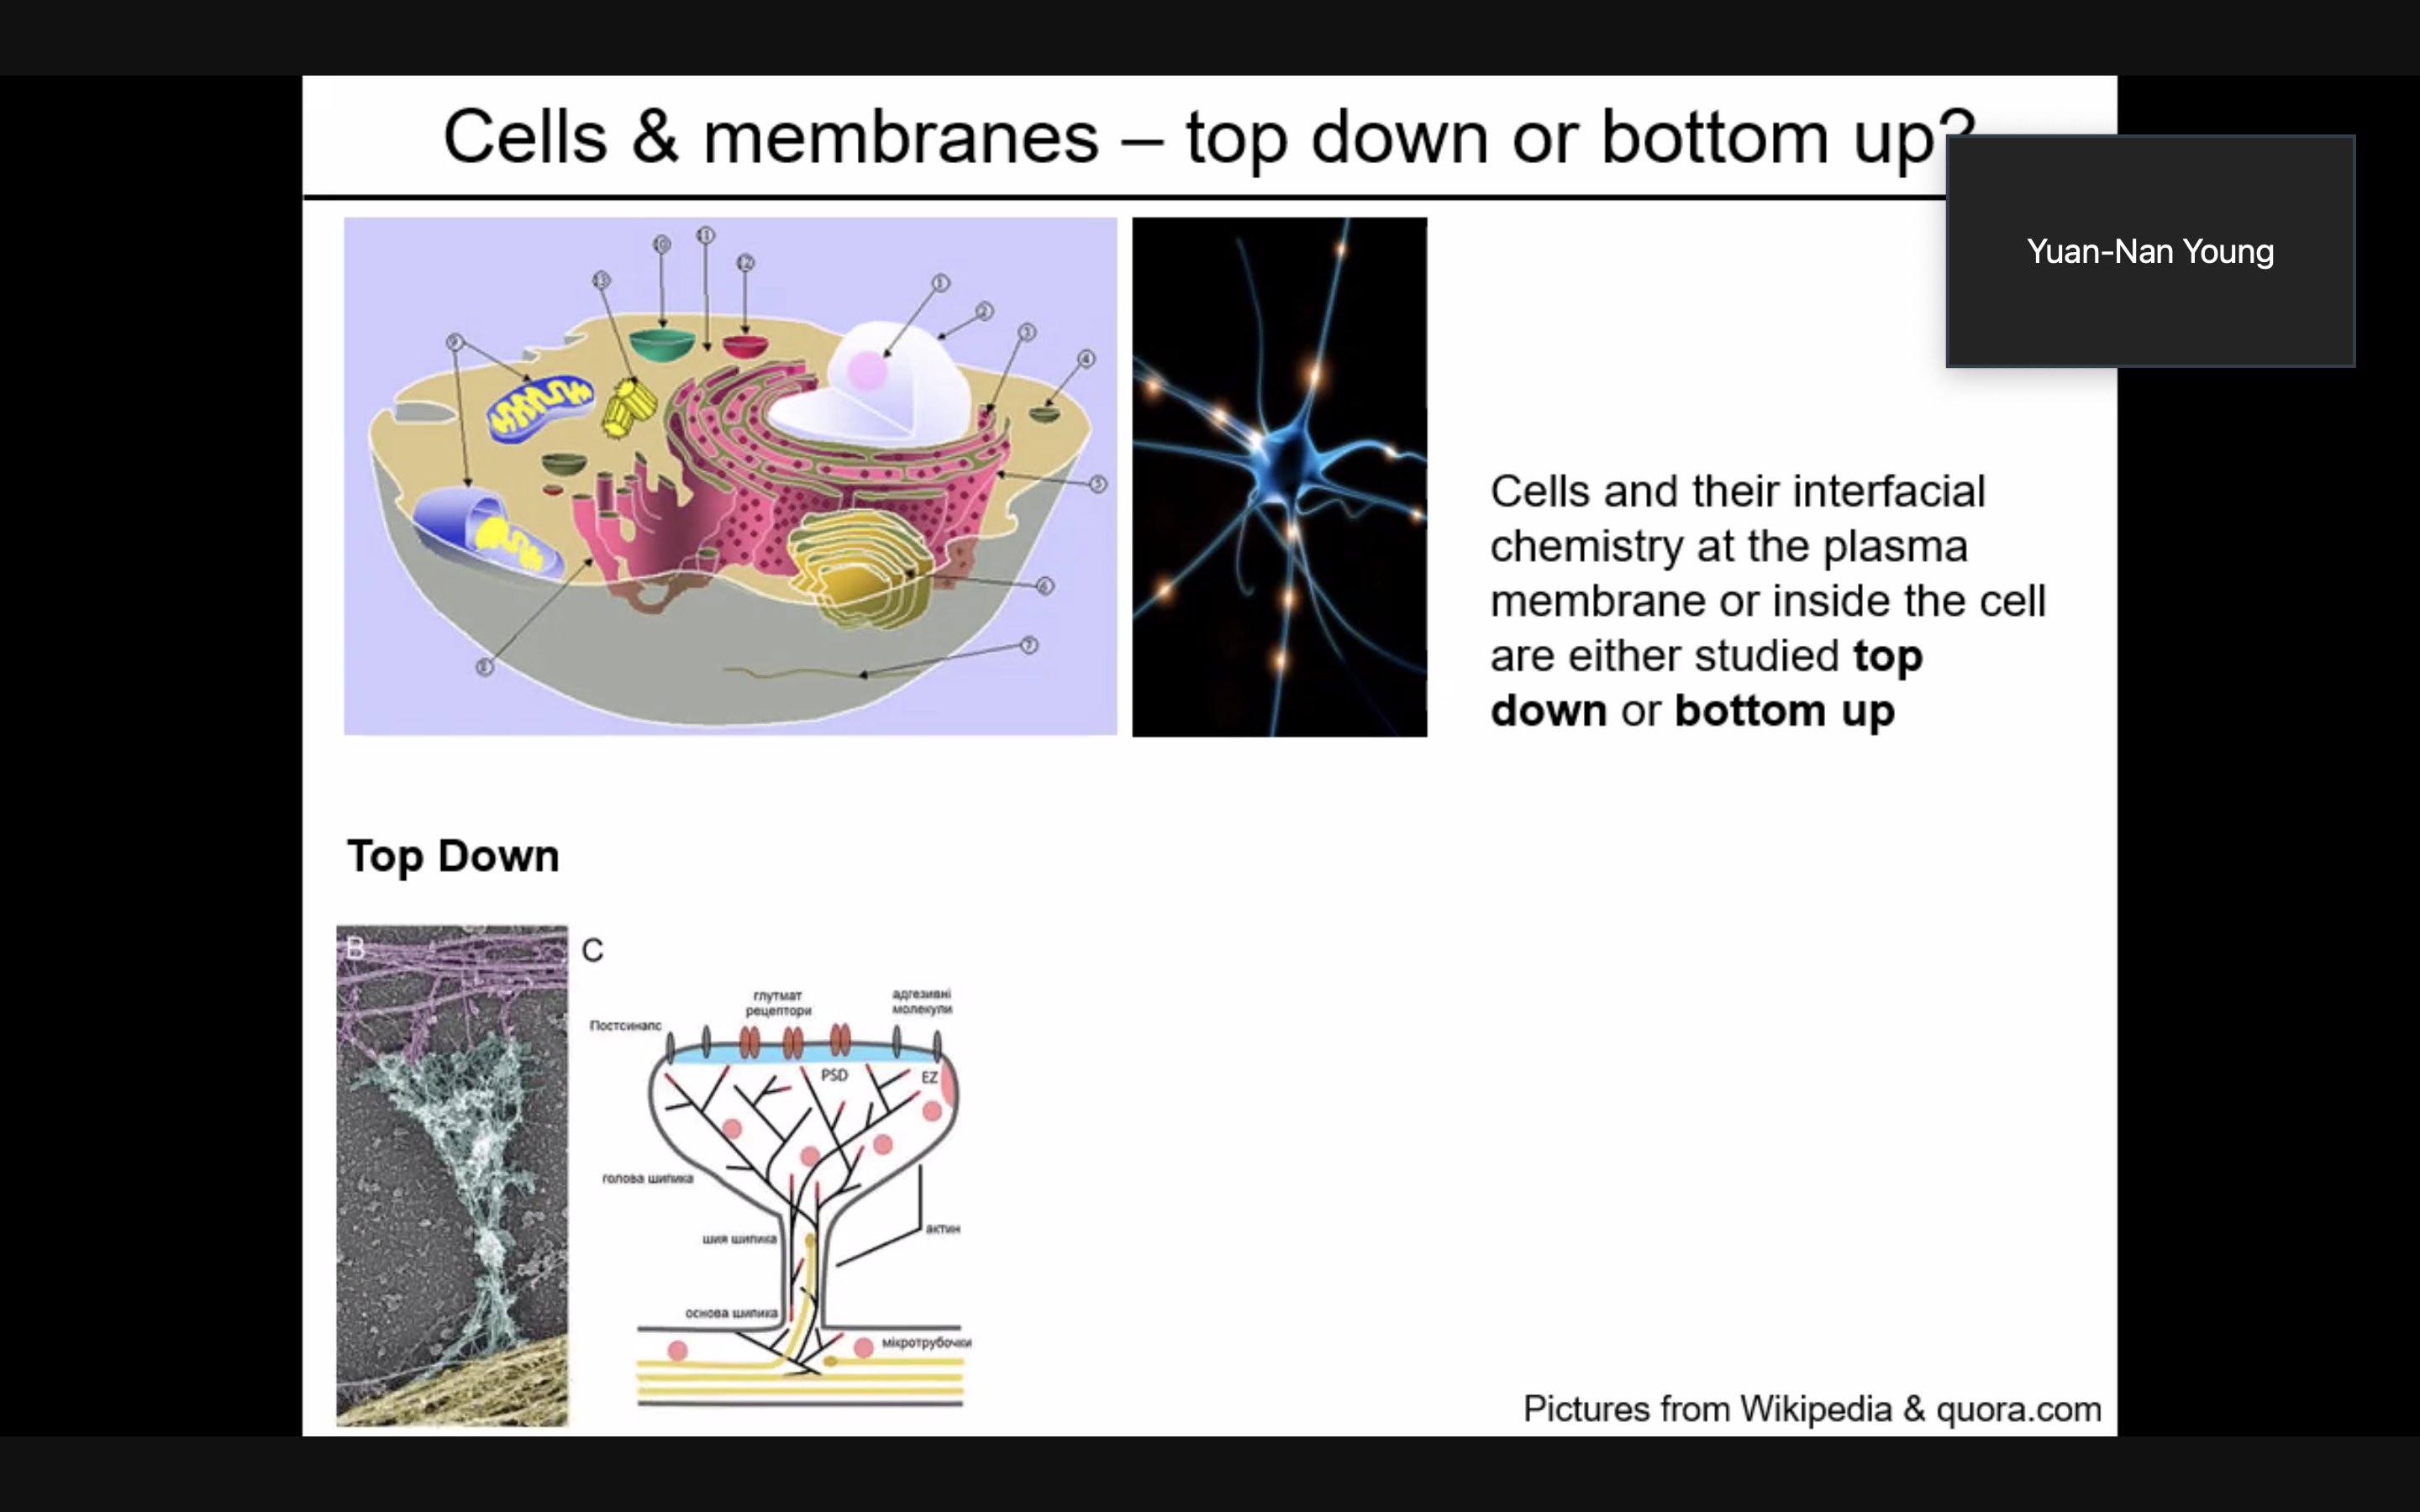 Cells & membranes – top down or bottom up?
Yuan-Nan Young
10
11
12
13
1
2
3
4
9
5
6
7
8
Cells and their interfacial
chemistry at the plasma
membrane or inside the cell
are either studied top
down or bottom up
Top Down
B
C
глутмат
рецептори
адгезивні
молекули
Постсинапс
PSD
EZ
голова шипика
шия шипика
актин
основа шипика
мікротрубочки
Pictures from Wikipedia & quora.com